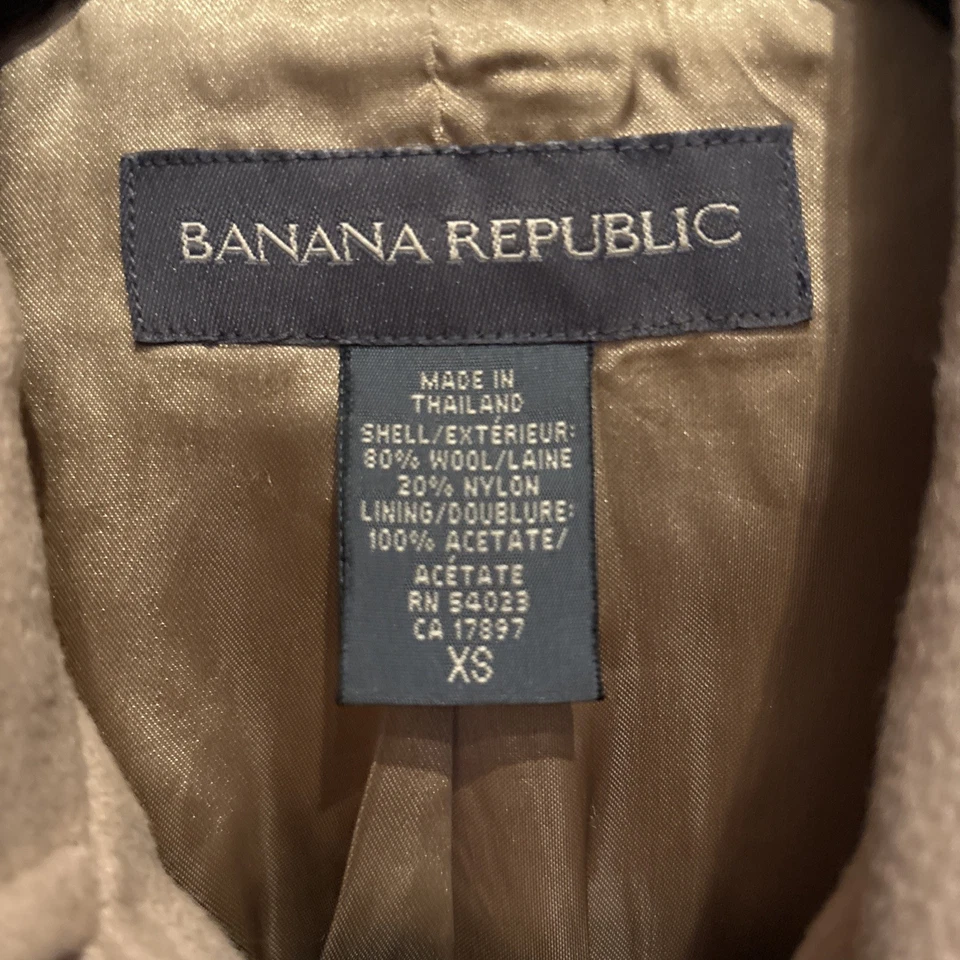 BANANA REPUBLIC
MADE IN
THAILAND
SHELL/EXTÉRIEUR:
80% WOOL/LAINE
20% NYLON
LINING/DOUBLURE:
100% ACETATE/
ACÉTATE
RN 54023
CA 17897
XS